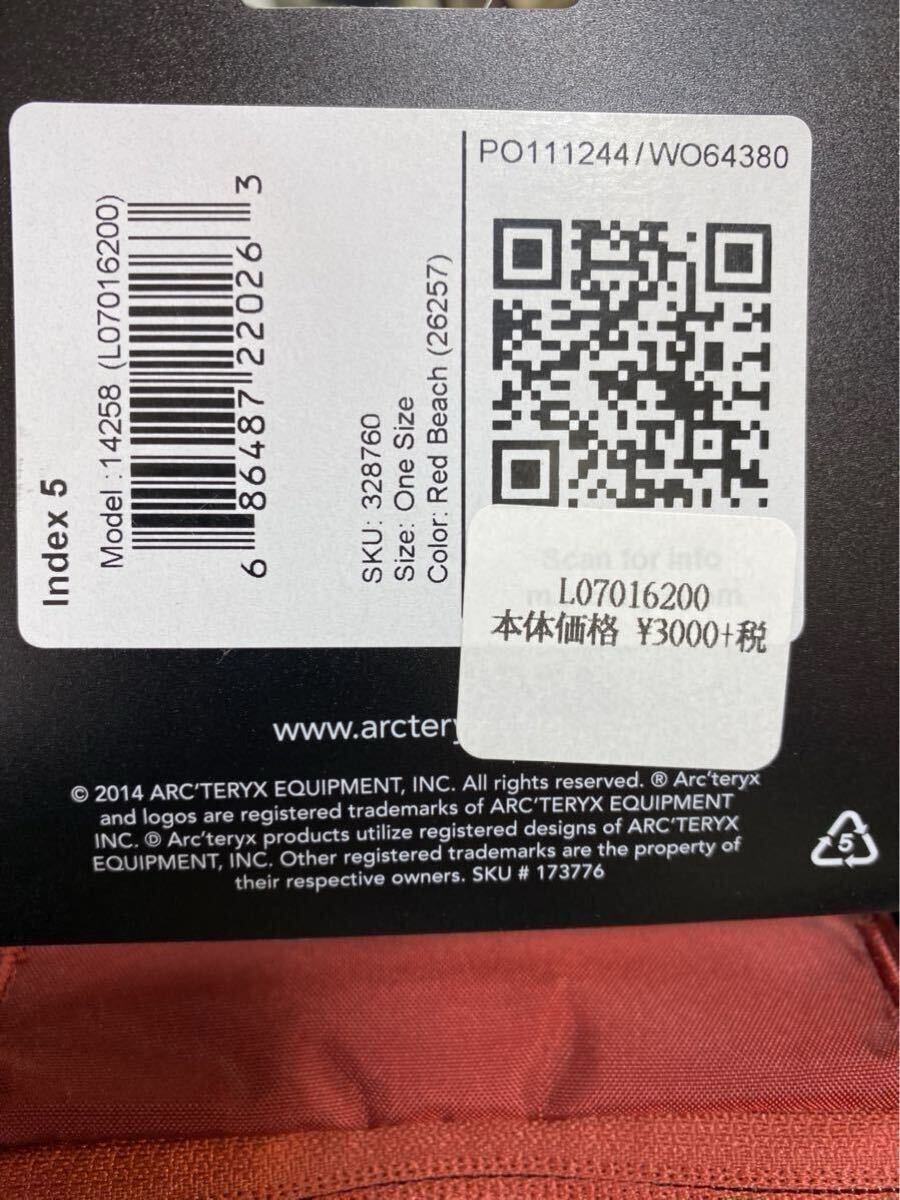 Index 5
Model : 14258 (L07016200)
6 86487 22026 3
SKU: 328760
Size: One Size
Color: Red Beach (26257)
PO111244/WO64380
Scan for info
L07016200
本体価格 ¥3000+税
www.arctery
© 2014 ARC'TERYX EQUIPMENT, INC. All rights reserved. ® Arc'teryx
and logos are registered trademarks of ARC'TERYX EQUIPMENT
INC. Ⓓ Arc'teryx products utilize registered designs of ARC'TERYX
EQUIPMENT, INC. Other registered trademarks are the property of
their respective owners. SKU # 173776
5